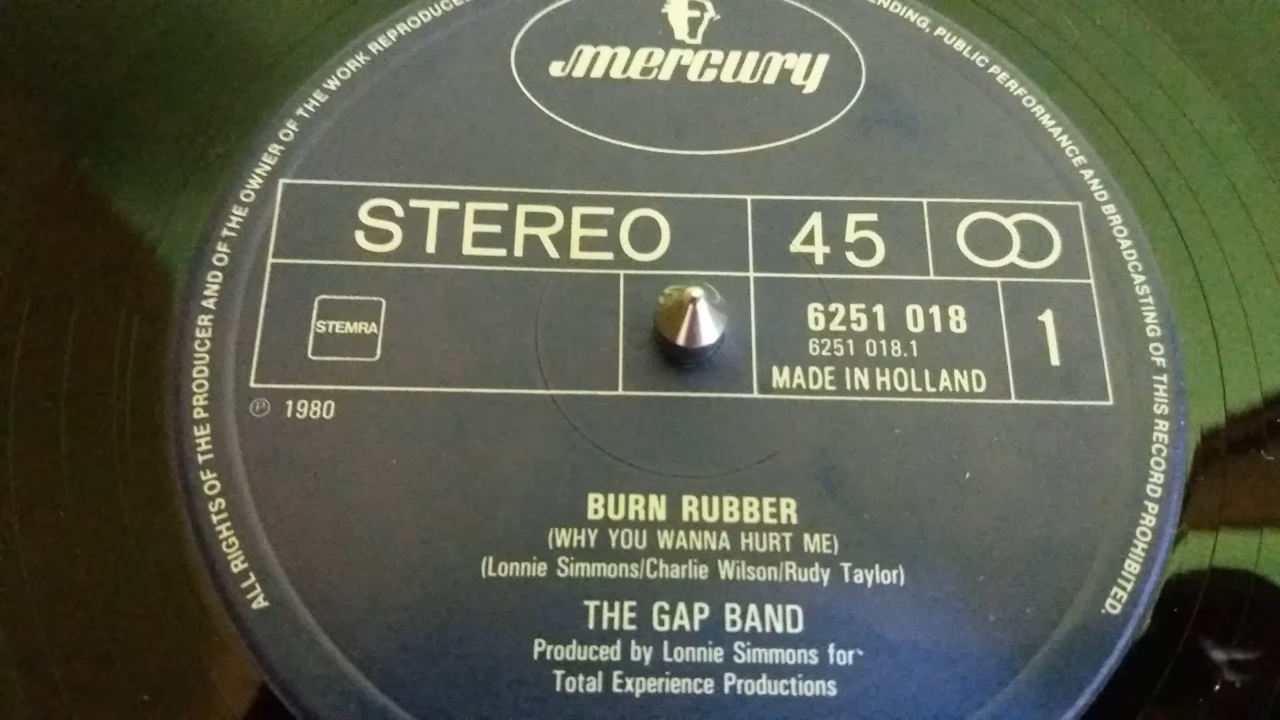 mercury
STEREO 45
STEMRA
6251 018
6251 018.1
MADE IN HOLLAND
1
℗ 1980
BURN RUBBER
(WHY YOU WANNA HURT ME)
(Lonnie Simmons/Charlie Wilson/Rudy Taylor)
THE GAP BAND
Produced by Lonnie Simmons for
Total Experience Productions
ALL RIGHTS OF THE PRODUCER AND OF THE OWNER OF THE WORK REPRODUCED
PUBLIC PERFORMANCE AND BROADCASTING OF THIS RECORD PROHIBITED.